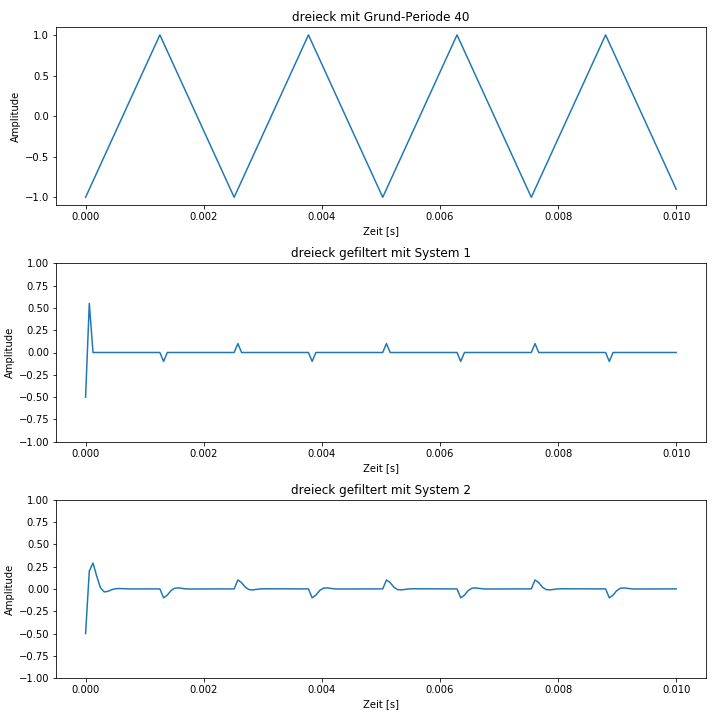 dreieck mit Grund-Periode 40
1.0
0.5
0.0
−0.5
−1.0
Amplitude
0.000 0.002 0.004 0.006 0.008 0.010
Zeit [s]
dreieck gefiltert mit System 1
1.00
0.75
0.50
0.25
0.00
−0.25
−0.50
−0.75
−1.00
Amplitude
0.000 0.002 0.004 0.006 0.008 0.010
Zeit [s]
dreieck gefiltert mit System 2
1.00
0.75
0.50
0.25
0.00
−0.25
−0.50
−0.75
−1.00
Amplitude
0.000 0.002 0.004 0.006 0.008 0.010
Zeit [s]